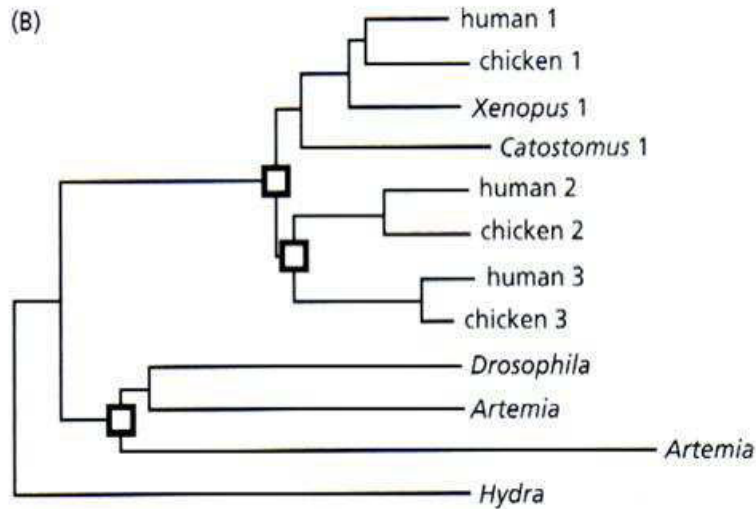 (B)
human 1
chicken 1
Xenopus 1
Catostomus 1
human 2
chicken 2
human 3
chicken 3
Drosophila
Artemia
Artemia
Hydra